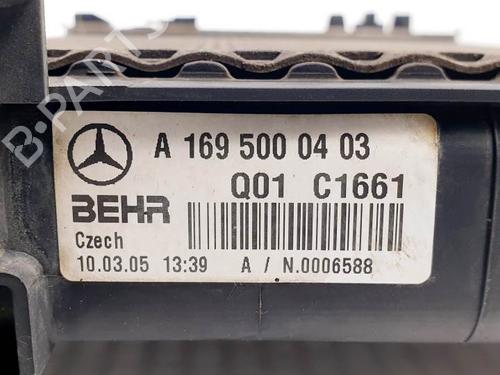 B-PARTS
A 169 500 04 03
Q01 C1661
BEHR
Czech
10.03.05 13:39 A / N.0006588